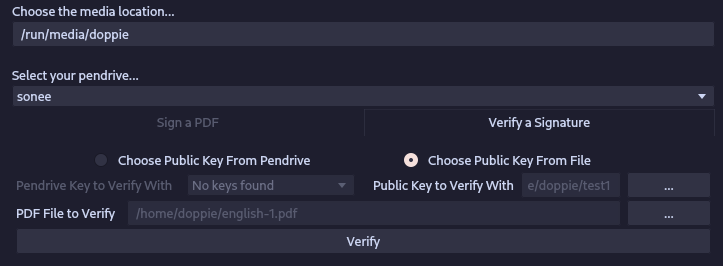 Choose the media location...
/run/media/doppie
Select your pendrive...
sonee
Sign a PDF Verify a Signature
Choose Public Key From Pendrive Choose Public Key From File
Pendrive Key to Verify With No keys found Public Key to Verify With e/doppie/test1 ...
PDF File to Verify /home/doppie/english-1.pdf ...
Verify